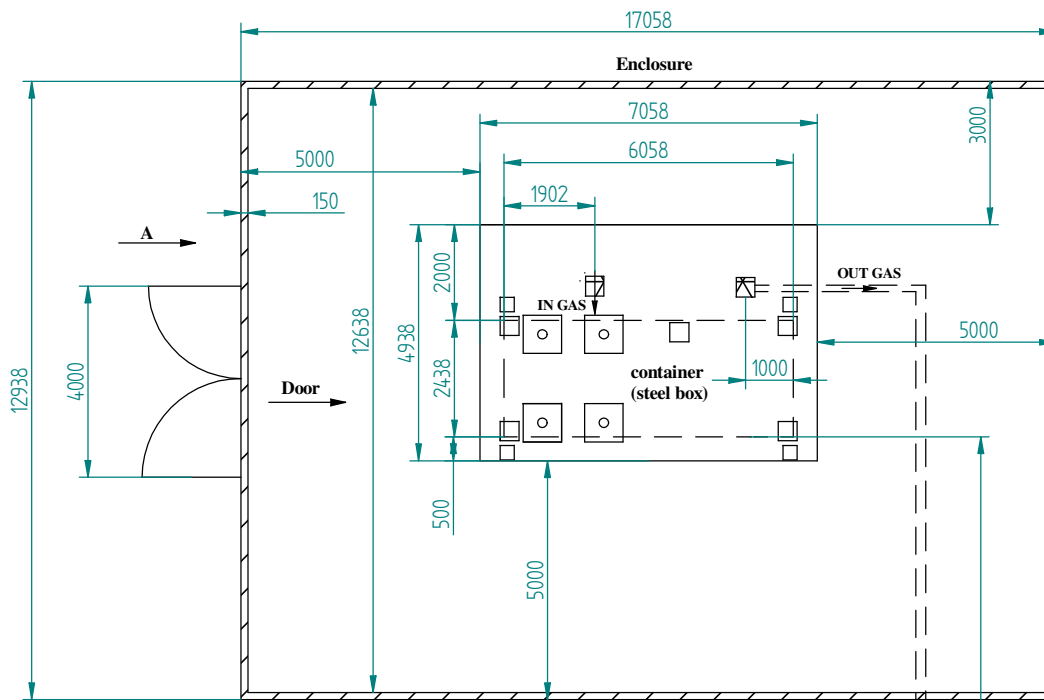 17058
Enclosure
7058
3000
6058
5000
1902
150
A
2000
OUT GAS
IN GAS
12638
4938
5000
2438
container
(steel box)
1000
4000
12938
Door
500
5000